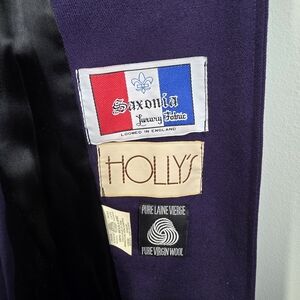 Saxonia
Luxury Fabric
LOOMED IN ENGLAND
HOLLY'S
PURE LAINE VIERGE
PURE VIRGIN WOOL